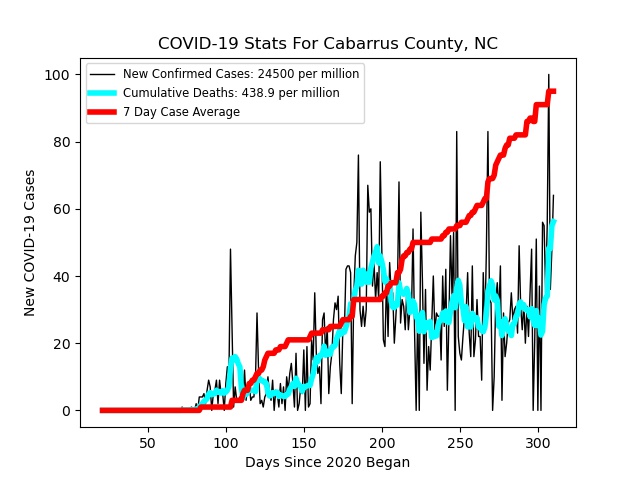 COVID-19 Stats For Cabarrus County, NC
New Confirmed Cases: 24500 per million
Cumulative Deaths: 438.9 per million
7 Day Case Average
100
80
60
40
20
0
New COVID-19 Cases
50 100 150 200 250 300
Days Since 2020 Began